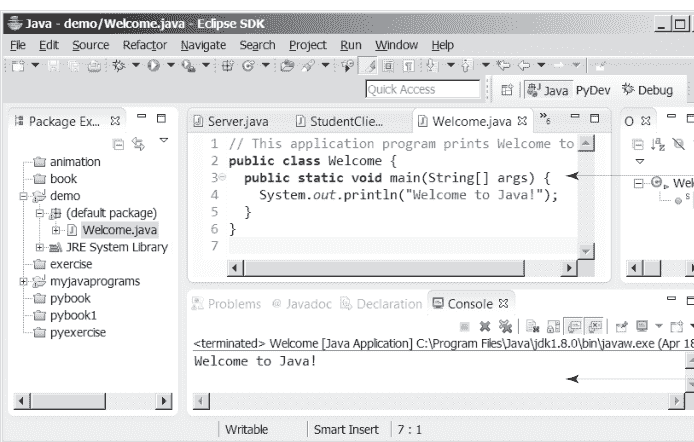 Java - demo/Welcome.java - Eclipse SDK
File Edit Source Refactor Navigate Search Project Run Window Help
Quick Access
Java PyDev Debug
Package Ex...
animation
book
demo
(default package)
Welcome.java
JRE System Library
exercise
myjavaprograms
pybook
pybook1
pyexercise
Server.java StudentClie... Welcome.java »6
1 // This application program prints Welcome to
2 public class Welcome {
3 public static void main(String[] args) {
4 System.out.println("Welcome to Java!");
5 }
6 }
7
O
Wel
S
Problems @ Javadoc Declaration Console
<terminated> Welcome [Java Application] C:\Program Files\Java\jdk1.8.0\bin\javaw.exe (Apr 18
Welcome to Java!
Writable Smart Insert 7 : 1